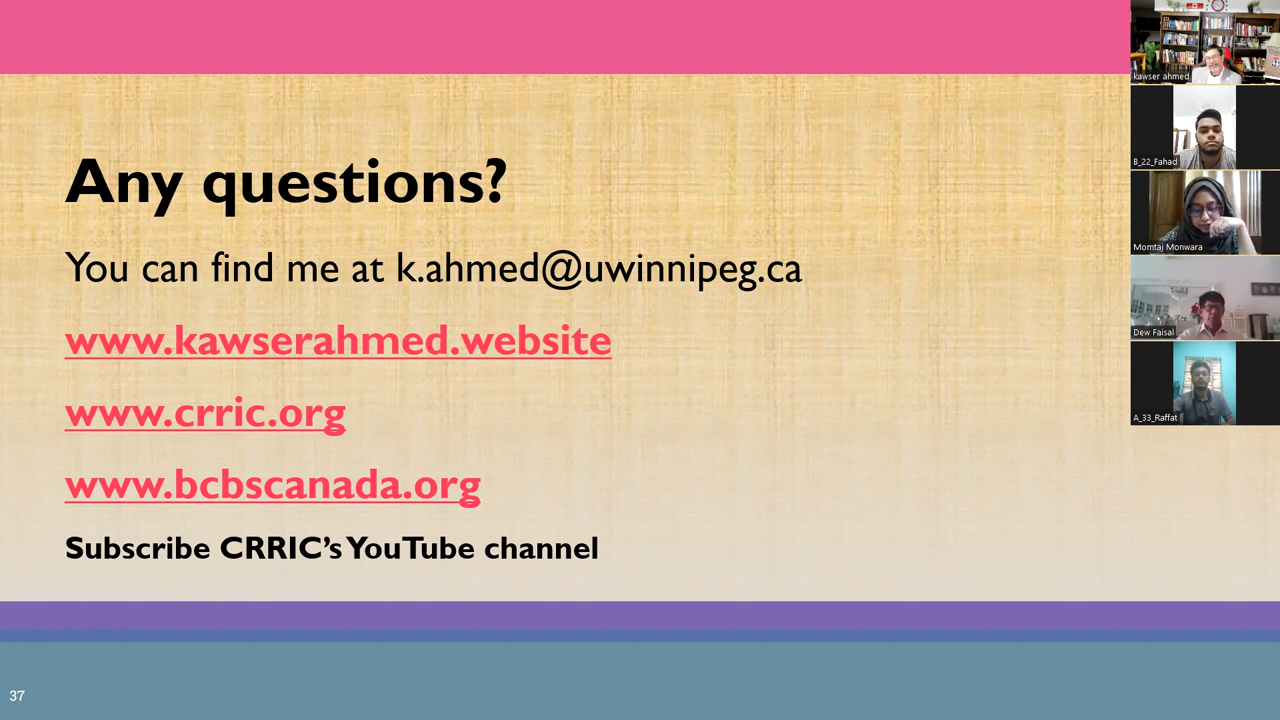 Any questions?
You can find me at k.ahmed@uwinnipeg.ca
www.kawserahmed.website
www.crric.org
www.bcbscanada.org
Subscribe CRRIC’s YouTube channel
37
kawser ahmed
B_22_Fahad
Momtaj Monwara
Dew Faisal
A_33_Raffat